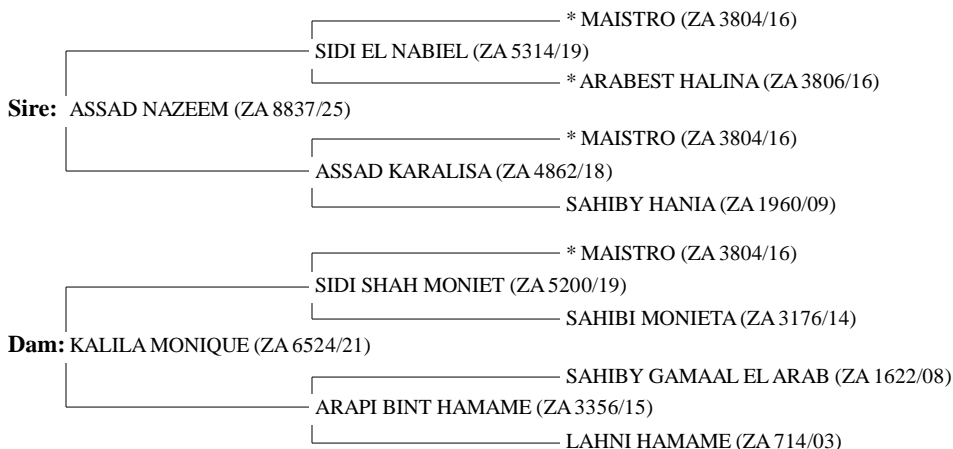 * MAISTRO (ZA 3804/16)
SIDI EL NABIEL (ZA 5314/19)
* ARABEST HALINA (ZA 3806/16)
Sire: ASSAD NAZEEM (ZA 8837/25)
* MAISTRO (ZA 3804/16)
ASSAD KARALISA (ZA 4862/18)
SAHIBY HANIA (ZA 1960/09)
* MAISTRO (ZA 3804/16)
SIDI SHAH MONIET (ZA 5200/19)
SAHIBI MONIETA (ZA 3176/14)
Dam: KALILA MONIQUE (ZA 6524/21)
SAHIBY GAMAAL EL ARAB (ZA 1622/08)
ARAPI BINT HAMAME (ZA 3356/15)
LAHNI HAMAME (ZA 714/03)